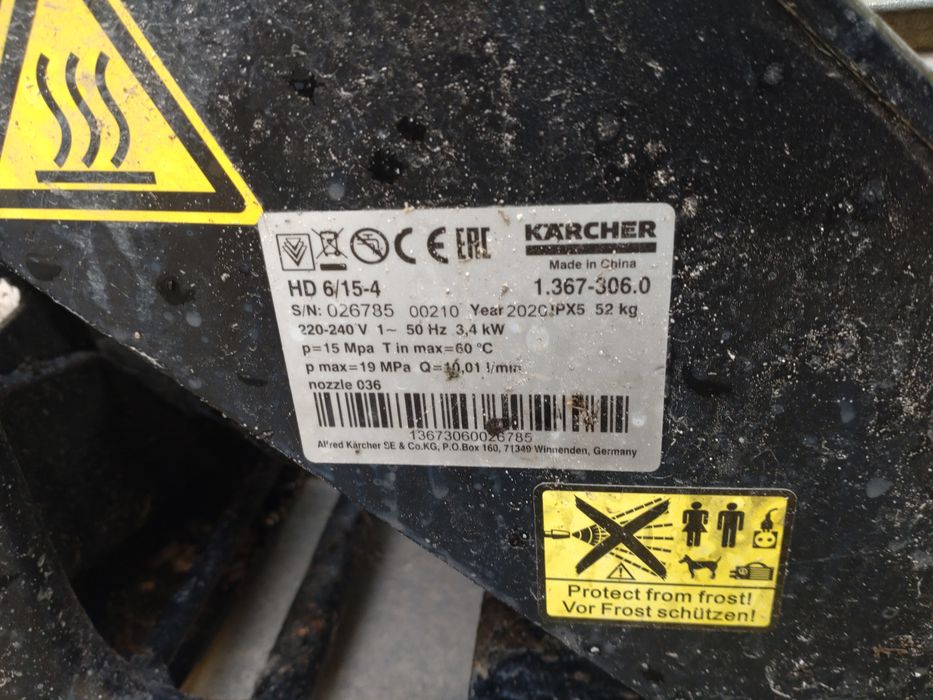 KÄRCHER
Made in China
HD 6/15-4 1.367-306.0
S/N: 026785 00210 Year 2020 IPX5 52 kg
220-240 V 1~ 50 Hz 3,4 kW
p=15 Mpa T in max=60 °C
p max=19 MPa Q=10,01 l/min
nozzle 036
13673060026785
Alfred Kärcher SE & Co.KG, P.O.Box 160, 71349 Winnenden, Germany
Protect from frost!
Vor Frost schützen!